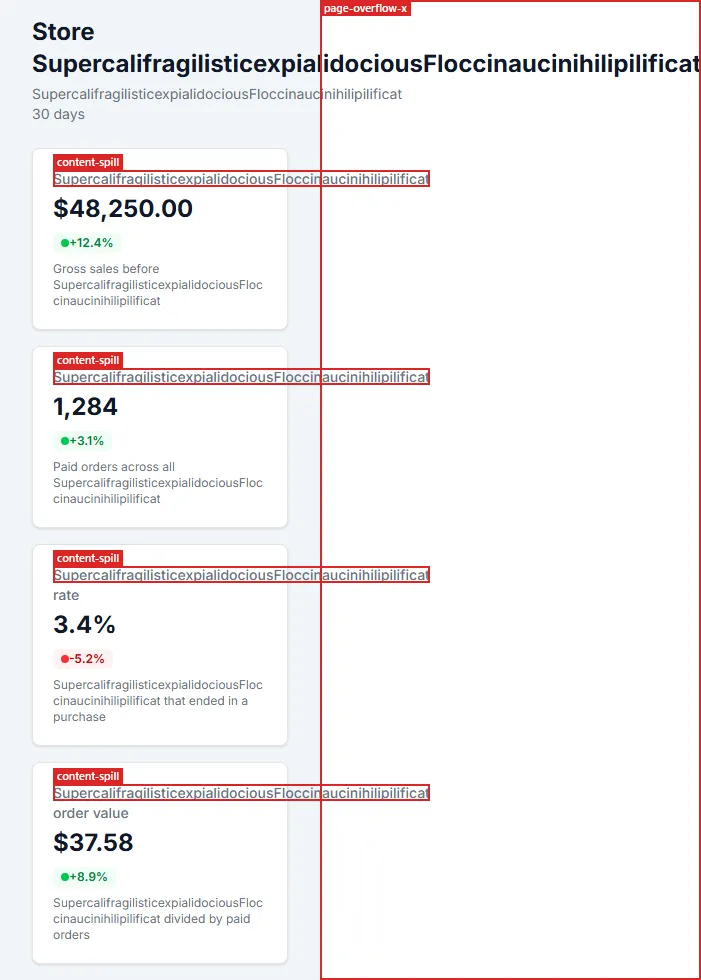 page-overflow-x
Store
SupercalifragilisticexpialidociousFloccinaucinihilipilificat
SupercalifragilisticexpialidociousFloccinaucinihilipilificat
30 days
content-spill
SupercalifragilisticexpialidociousFloccinaucinihilipilificat
$48,250.00
+12.4%
Gross sales before
SupercalifragilisticexpialidociousFloc
cinaucinihilipilificat
content-spill
SupercalifragilisticexpialidociousFloccinaucinihilipilificat
1,284
+3.1%
Paid orders across all
SupercalifragilisticexpialidociousFloc
cinaucinihilipilificat
content-spill
SupercalifragilisticexpialidociousFloccinaucinihilipilificat
rate
3.4%
-5.2%
SupercalifragilisticexpialidociousFloc
cinaucinihilipilificat that ended in a
purchase
content-spill
SupercalifragilisticexpialidociousFloccinaucinihilipilificat
order value
$37.58
+8.9%
SupercalifragilisticexpialidociousFloc
cinaucinihilipilificat divided by paid
orders